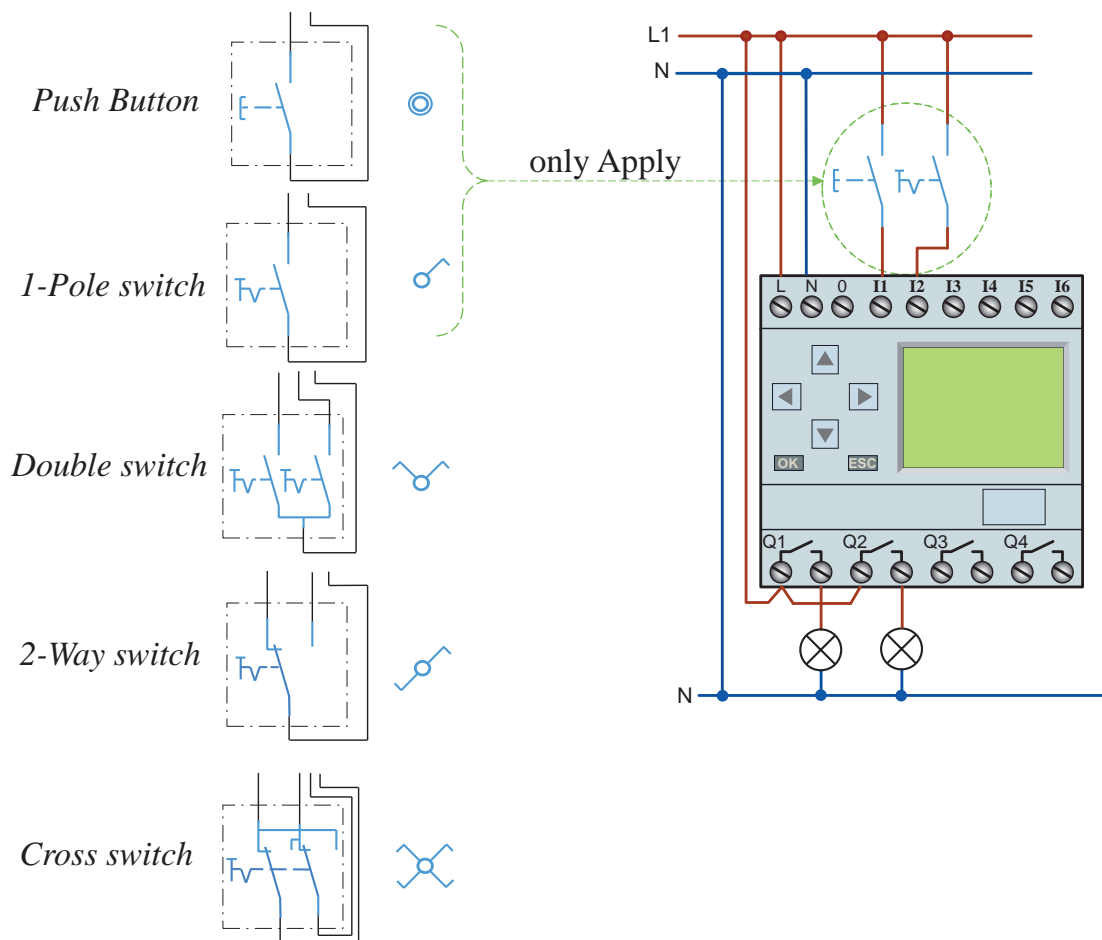 Push Button
1-Pole switch
Double switch
2-Way switch
Cross switch
only Apply
L1
N
L N 0 I1 I2 I3 I4 I5 I6
OK ESC
Q1 Q2 Q3 Q4
N